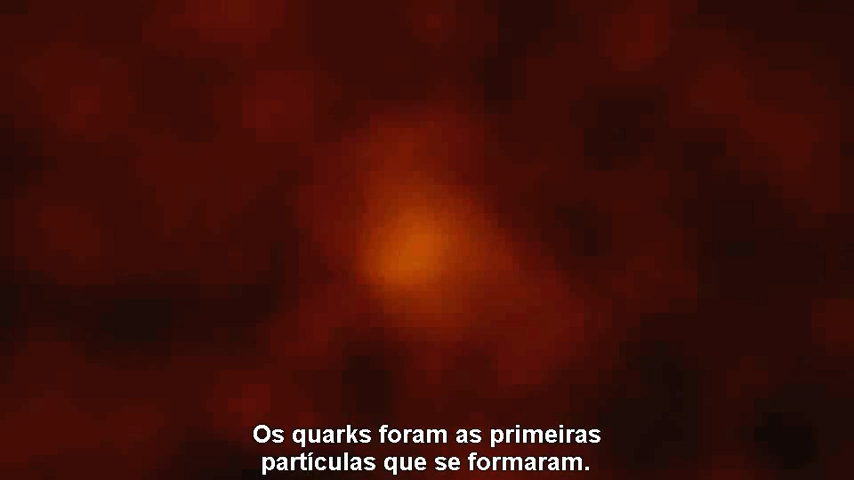 Os quarks foram as primeiras
partículas que se formaram.